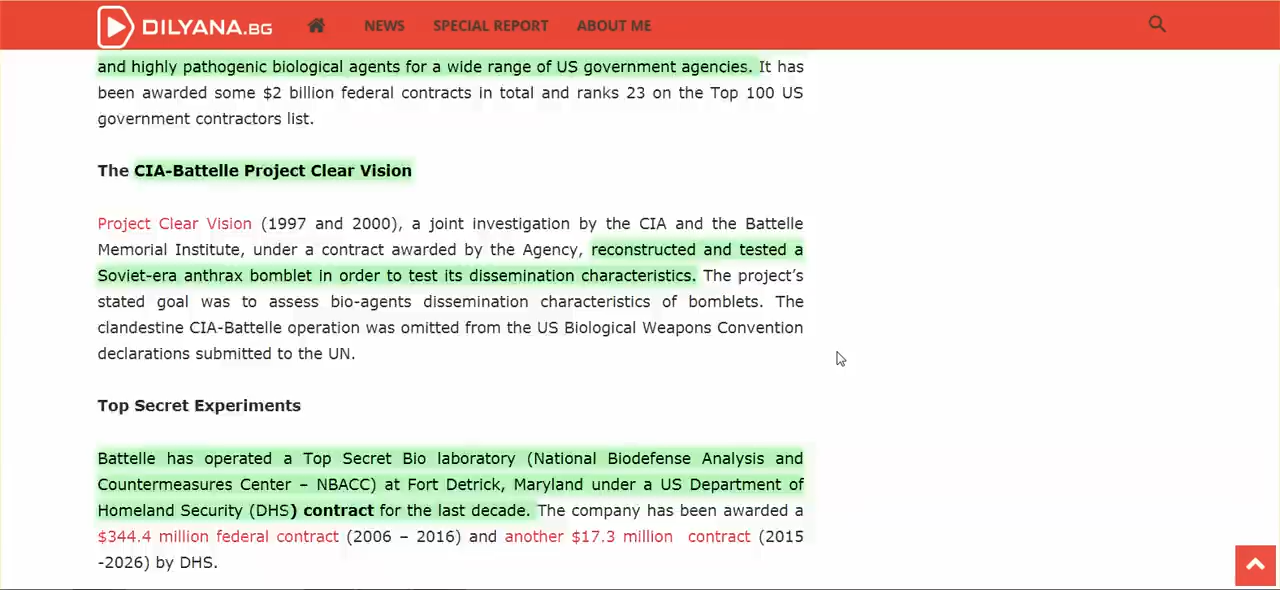 DILYANA.BG NEWS SPECIAL REPORT ABOUT ME
and highly pathogenic biological agents for a wide range of US government agencies. It has
been awarded some $2 billion federal contracts in total and ranks 23 on the Top 100 US
government contractors list.
The CIA-Battelle Project Clear Vision
Project Clear Vision (1997 and 2000), a joint investigation by the CIA and the Battelle
Memorial Institute, under a contract awarded by the Agency, reconstructed and tested a
Soviet-era anthrax bomblet in order to test its dissemination characteristics. The project’s
stated goal was to assess bio-agents dissemination characteristics of bomblets. The
clandestine CIA-Battelle operation was omitted from the US Biological Weapons Convention
declarations submitted to the UN.
Top Secret Experiments
Battelle has operated a Top Secret Bio laboratory (National Biodefense Analysis and
Countermeasures Center – NBACC) at Fort Detrick, Maryland under a US Department of
Homeland Security (DHS) contract for the last decade. The company has been awarded a
$344.4 million federal contract (2006 – 2016) and another $17.3 million contract (2015
-2026) by DHS.